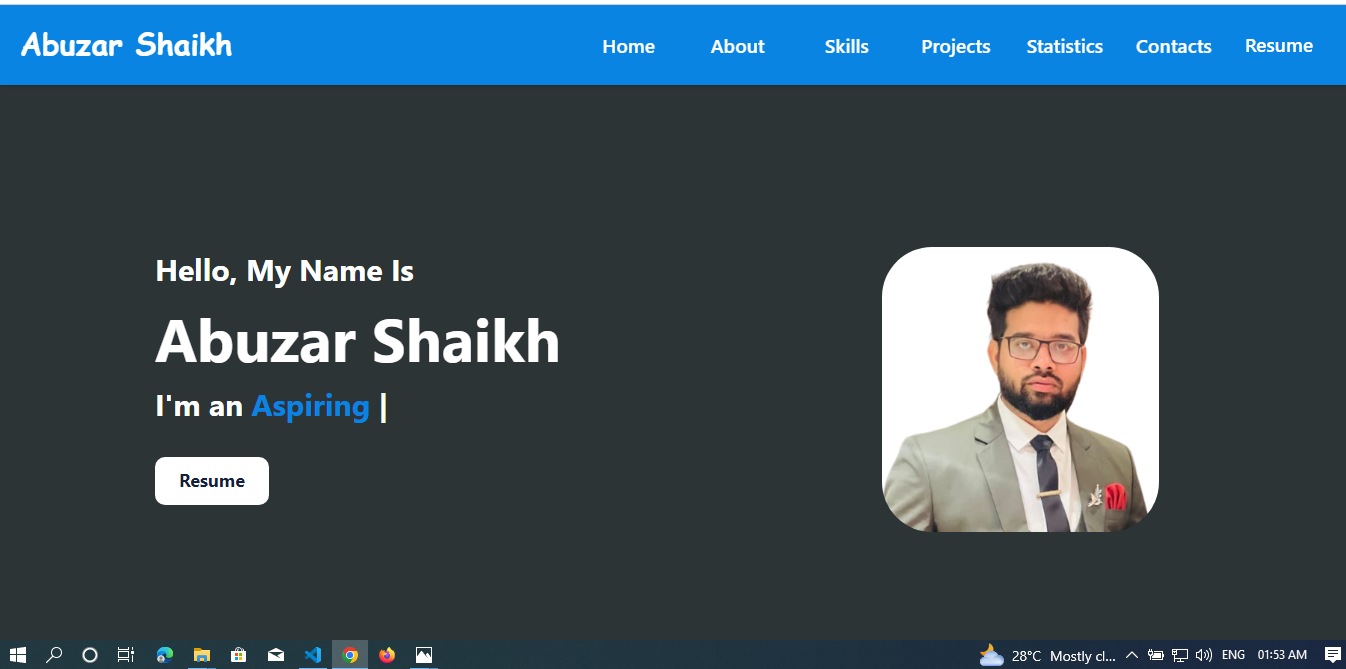 Abuzar Shaikh
Home About Skills Projects Statistics Contacts Resume
Hello, My Name Is
Abuzar Shaikh
I'm an Aspiring |
Resume
28°C Mostly cl... ENG 01:53 AM